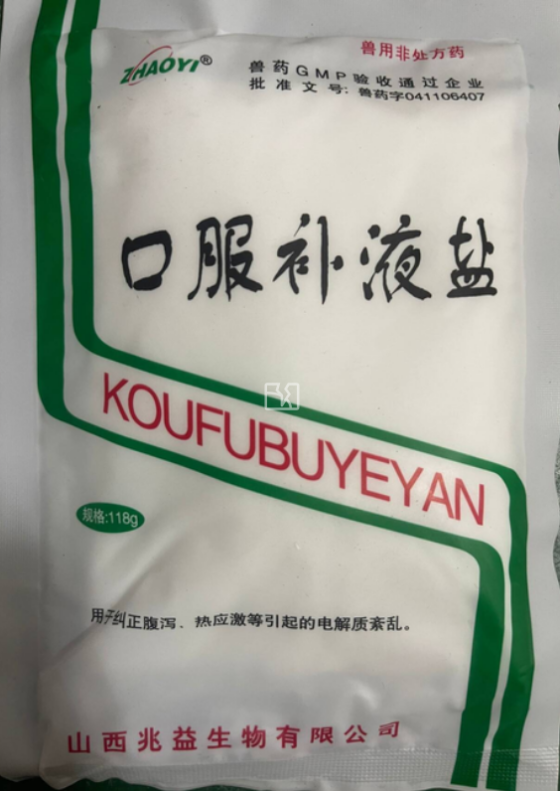 兽用非处方药
ZHAOYI®
兽药GMP验收通过企业
批准文号: 兽药字041106407
口服补液盐
KOUFUBUYEYAN
规格:118g
用于纠正腹泻、热应激等引起的电解质紊乱。
山西兆益生物有限公司